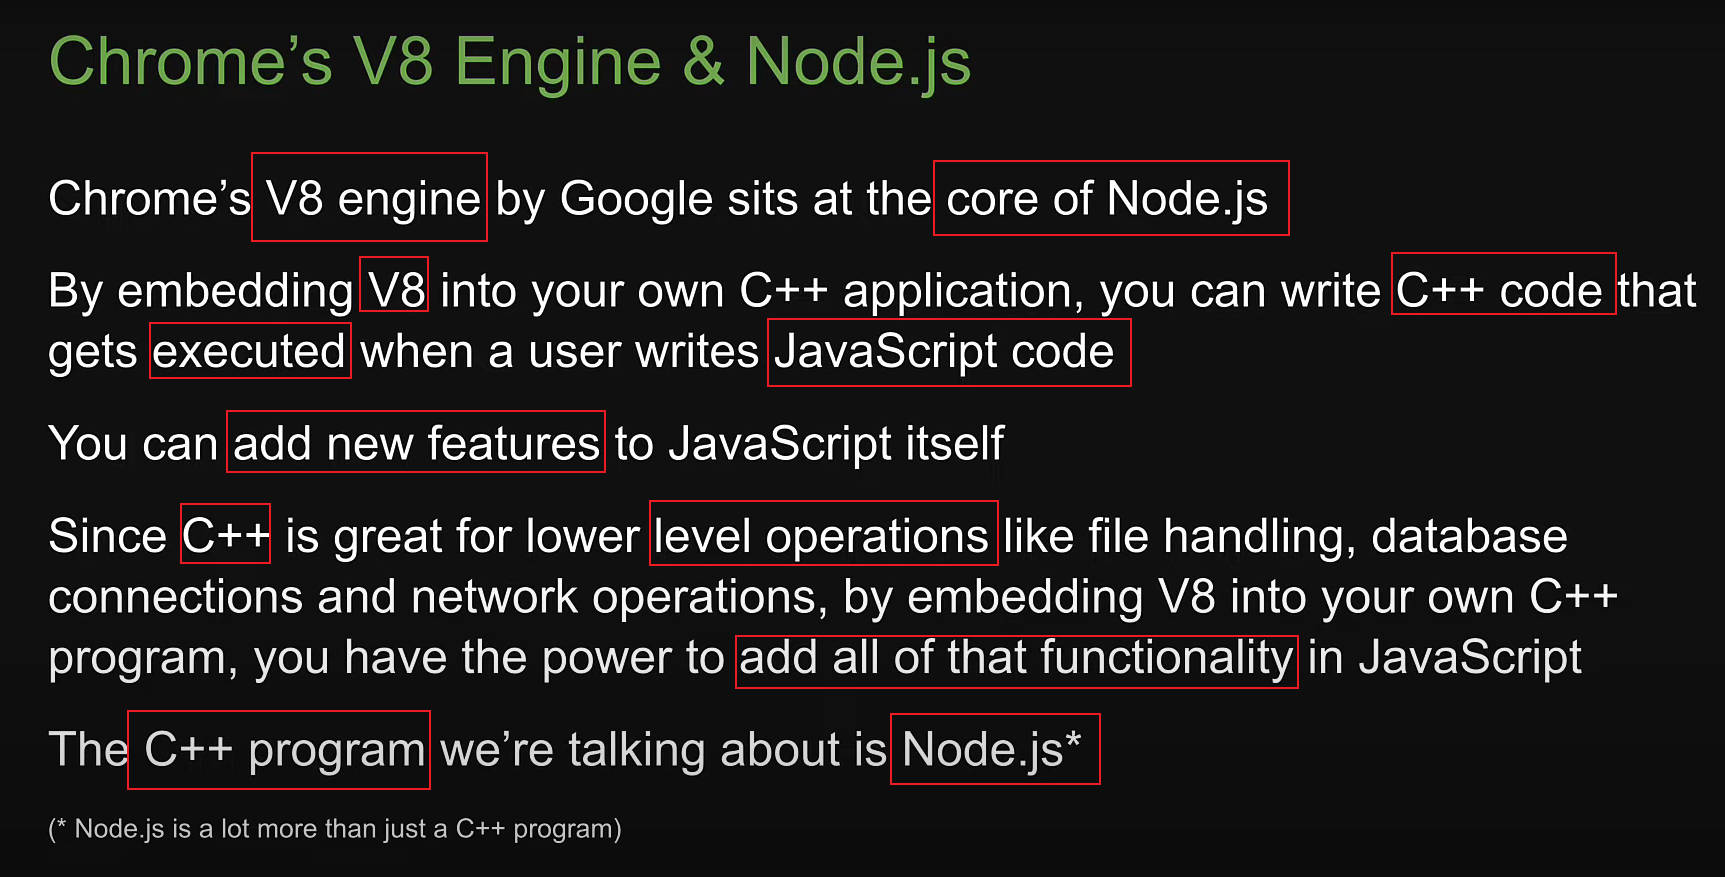 Chrome’s V8 Engine & Node.js
Chrome’s V8 engine by Google sits at the core of Node.js
By embedding V8 into your own C++ application, you can write C++ code that
gets executed when a user writes JavaScript code
You can add new features to JavaScript itself
Since C++ is great for lower level operations like file handling, database
connections and network operations, by embedding V8 into your own C++
program, you have the power to add all of that functionality in JavaScript
The C++ program we’re talking about is Node.js*
(* Node.js is a lot more than just a C++ program)